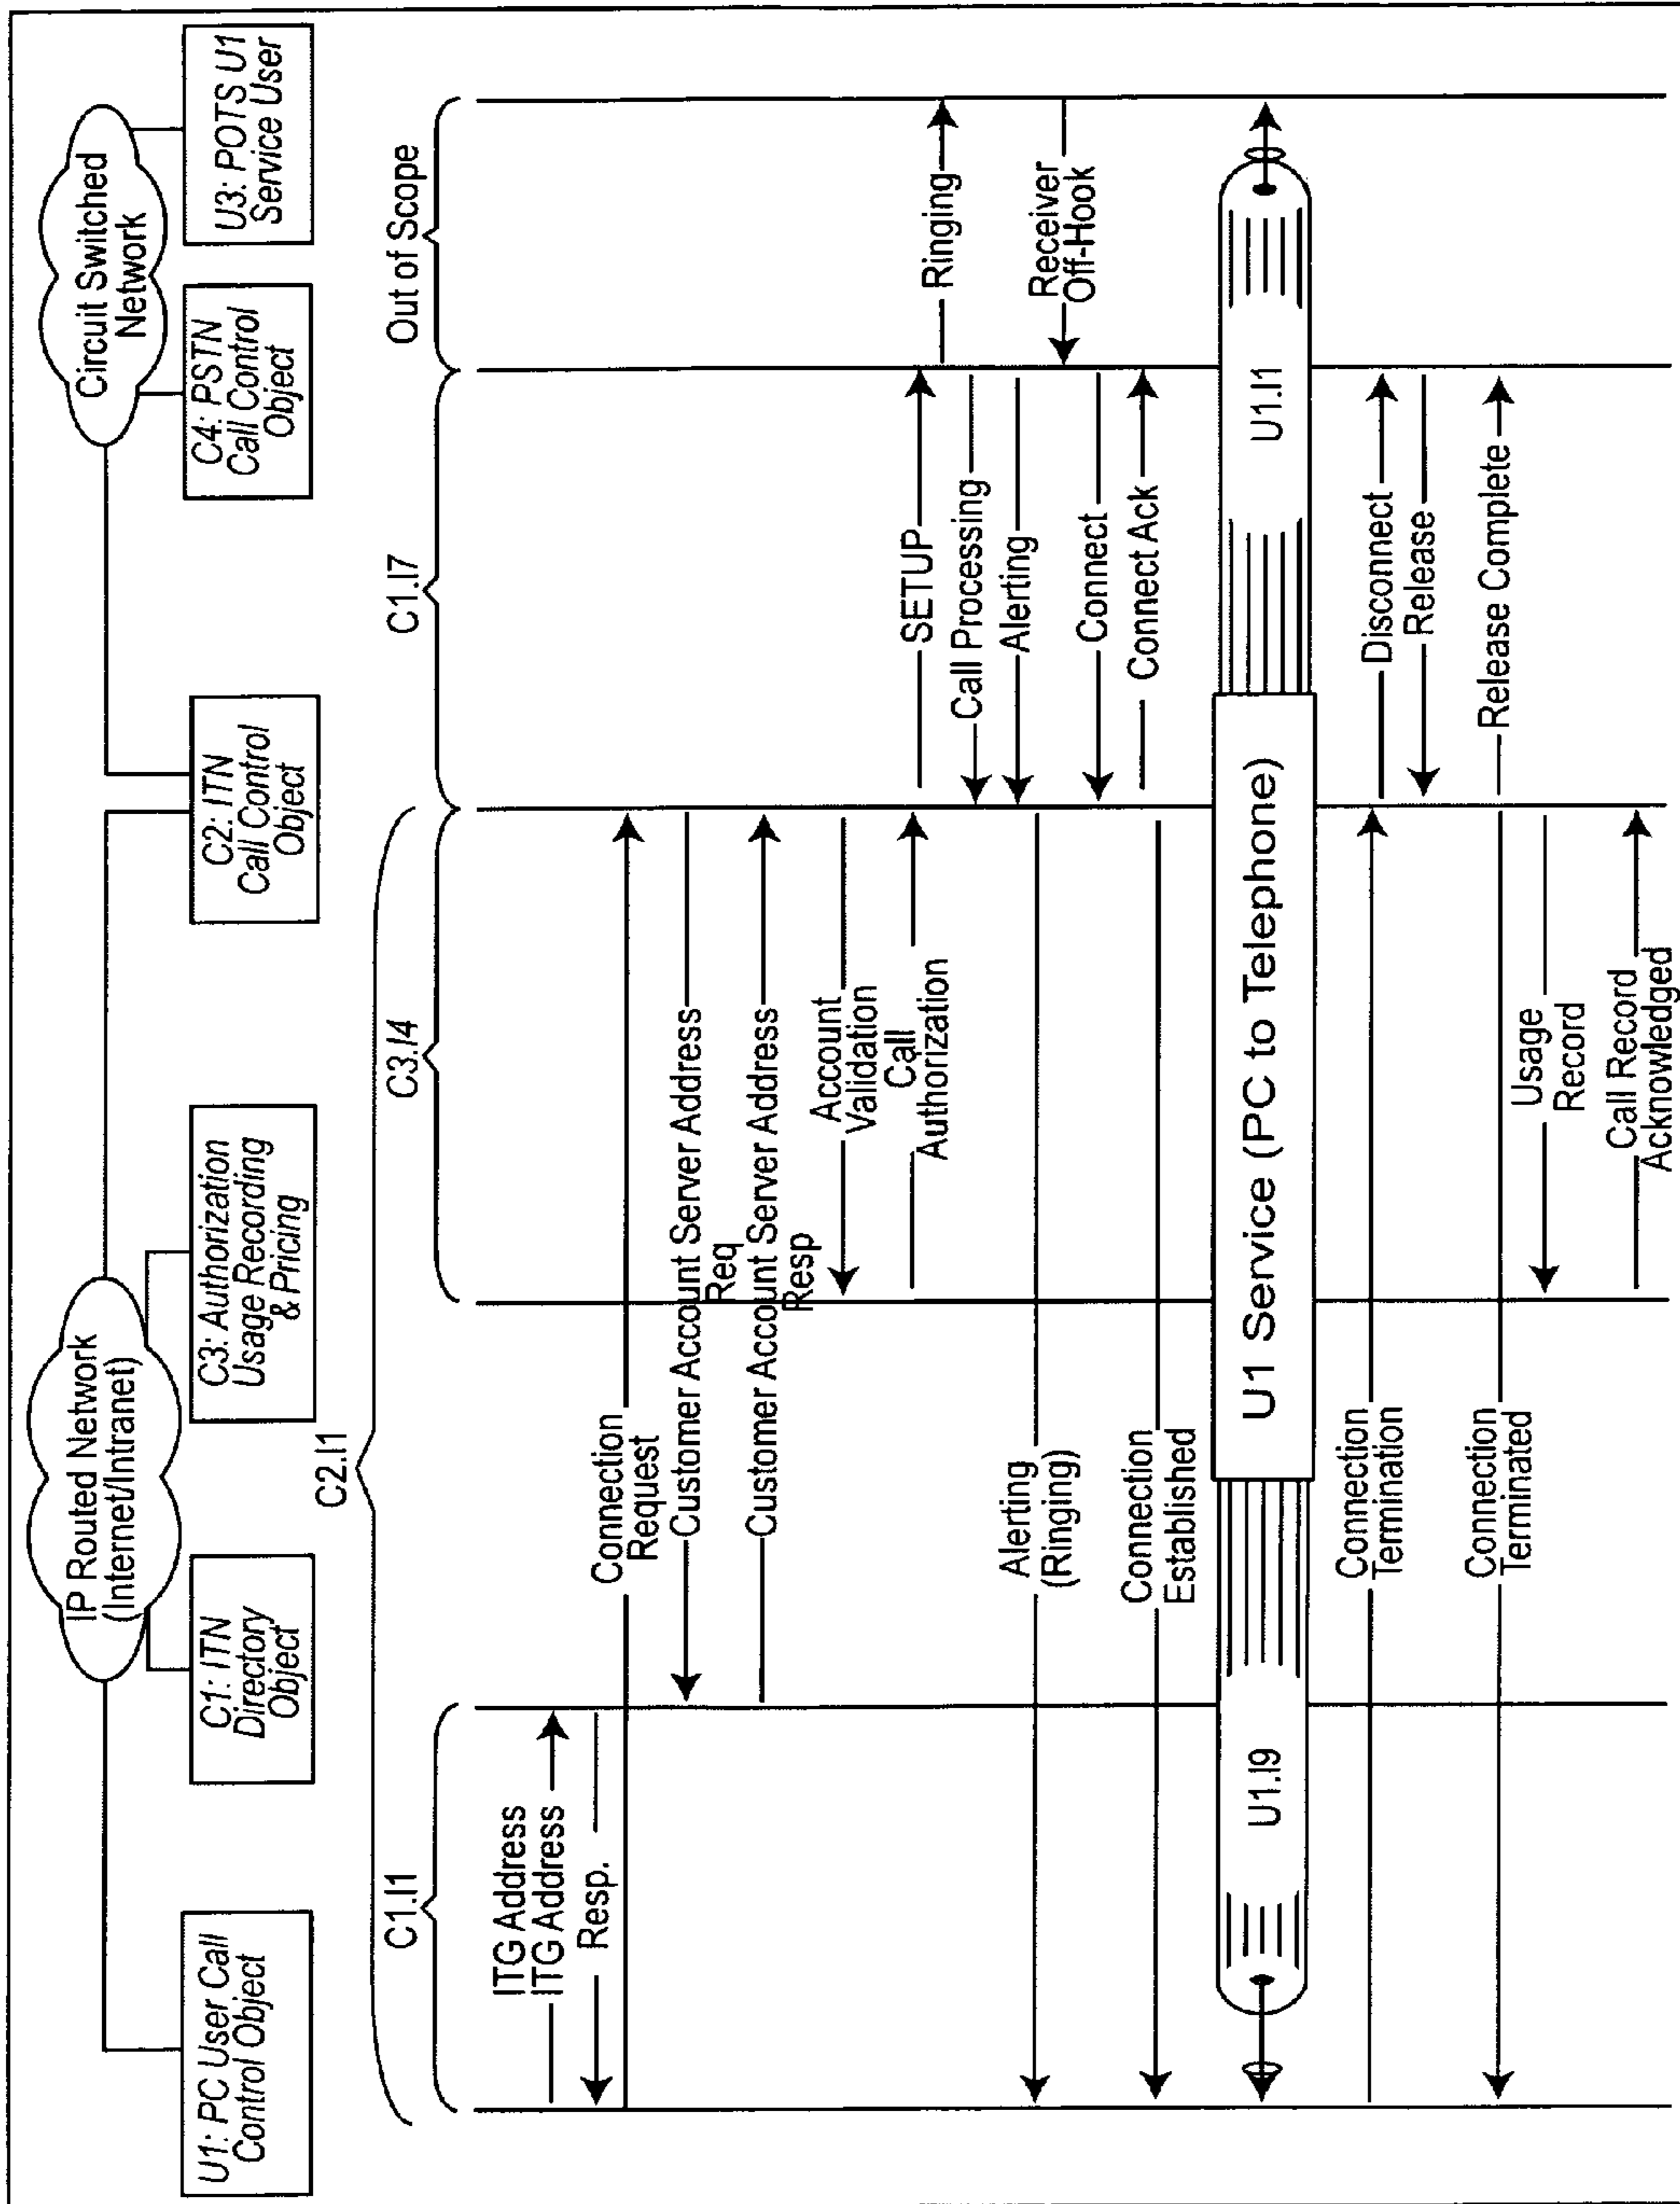 IP Routed Network
(Internet/Intranet)
Circuit Switched
Network
U1: PC User Call
Control Object
C1: ITN
Directory
Object
C3: Authorization
Usage Recording
& Pricing
C2: ITN
Call Control
Object
C4: PSTN
Call Control
Object
U3: POTS U1
Service User
C2.I1
C1.I1
C3.I4
C1.I7
Out of Scope
ITG Address
ITG Address
Resp.
Connection
Request
Customer Account Server Address
Req
Customer Account Server Address
Resp
Account
Validation
Call
Authorization
SETUP
Ringing
Call Processing
Alerting
Alerting
(Ringing)
Receiver
Off-Hook
Connect
Connect Ack
Connection
Established
U1.I9
U1 Service (PC to Telephone)
U1.I1
Connection
Termination
Disconnect
Release
Connection
Terminated
Release Complete
Usage
Record
Call Record
Acknowledged